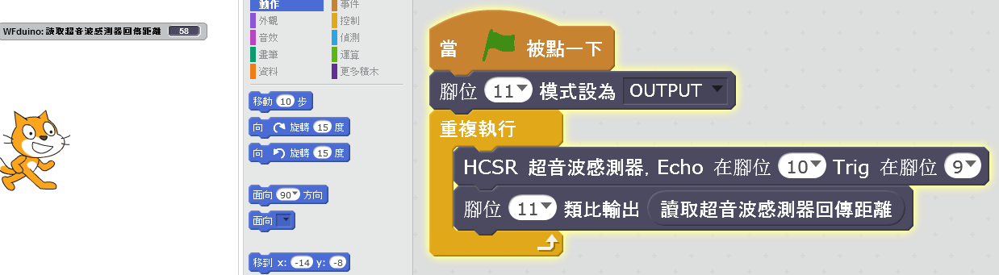 WFduino: 讀取超音波感測器回傳距離 58
動作
外觀
音效
畫筆
資料
事件
控制
偵測
運算
更多積木
移動 10 步
向 旋轉 15 度
向 旋轉 15 度
面向 90 方向
面向
移到 x: -14 y: -8
當 被點一下
腳位 11 模式設為 OUTPUT
重複執行
HCSR 超音波感測器, Echo 在腳位 10 Trig 在腳位 9
腳位 11 類比輸出 讀取超音波感測器回傳距離